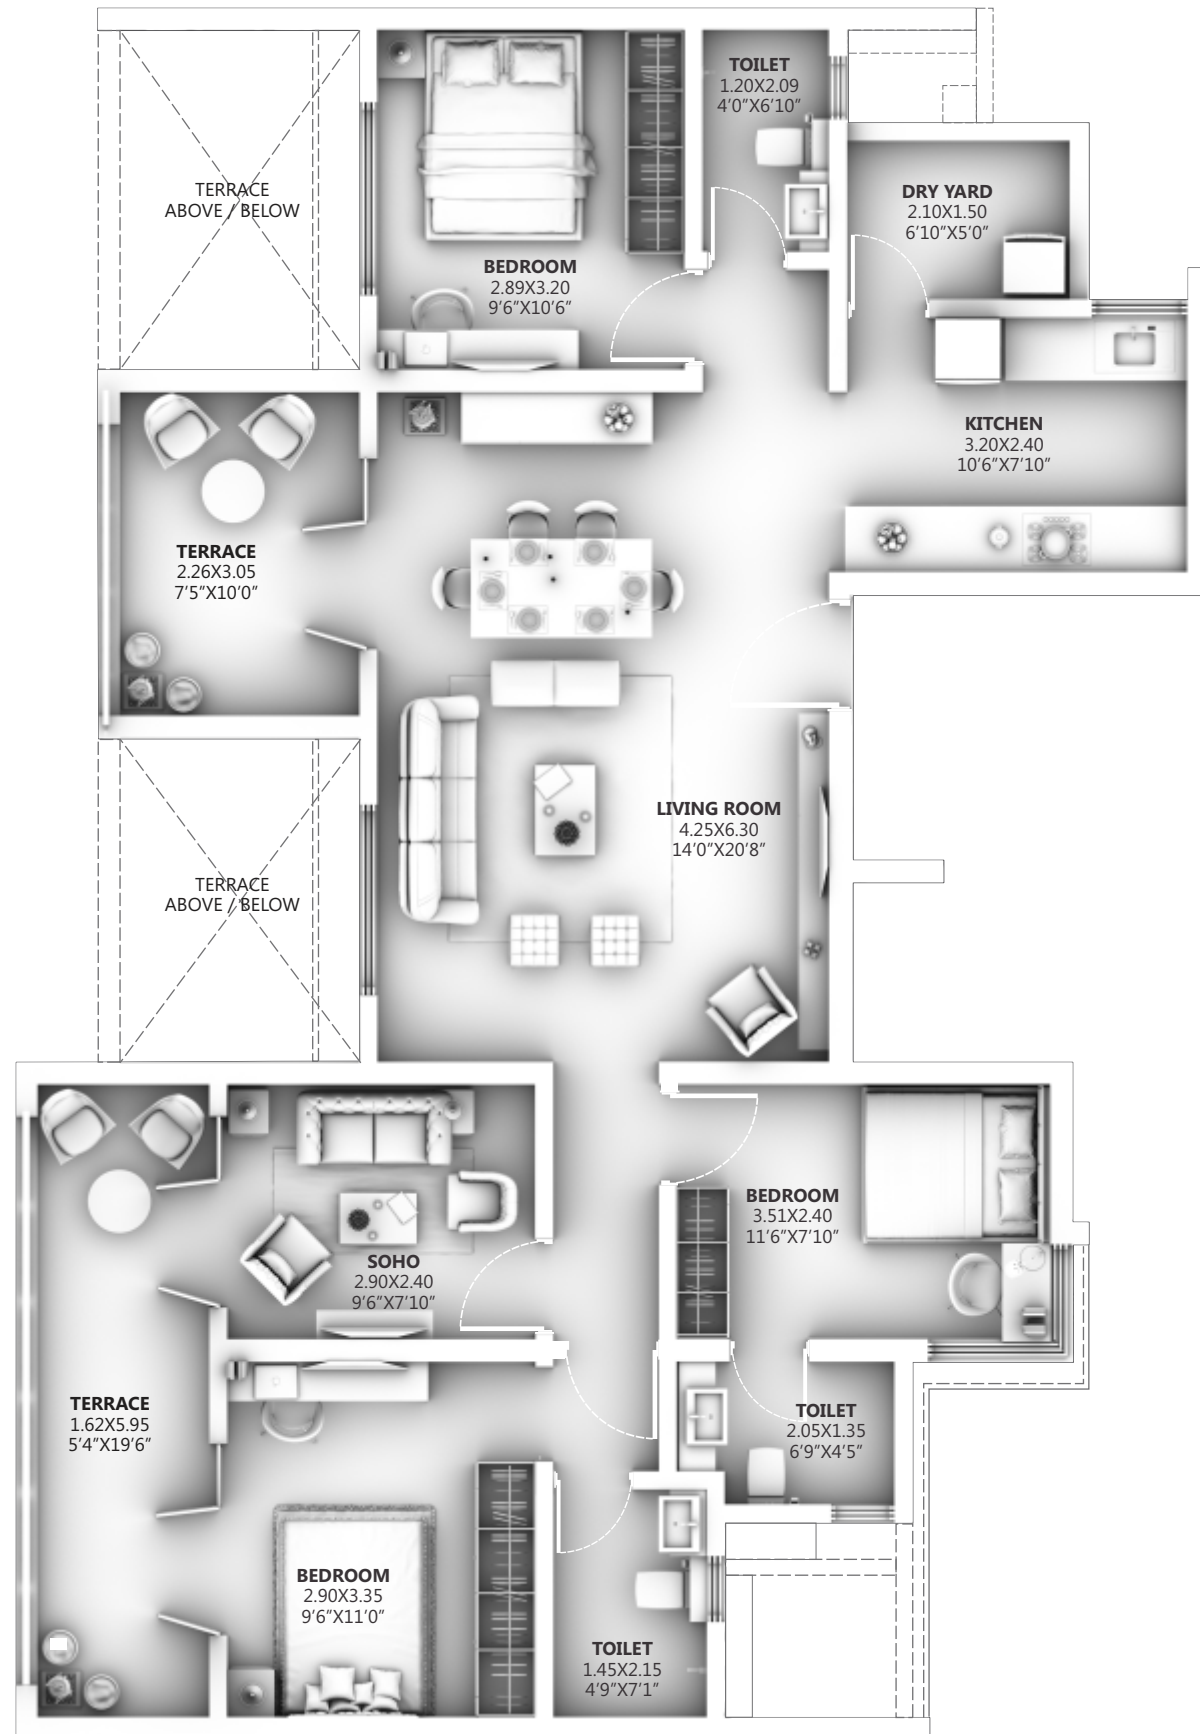 TOILET
1.20X2.09
4'0"X6'10"
TERRACE
ABOVE / BELOW
DRY YARD
2.10X1.50
6'10"X5'0"
BEDROOM
2.89X3.20
9'6"X10'6"
KITCHEN
3.20X2.40
10'6"X7'10"
TERRACE
2.26X3.05
7'5"X10'0"
LIVING ROOM
4.25X6.30
14'0"X20'8"
TERRACE
ABOVE / BELOW
BEDROOM
3.51X2.40
11'6"X7'10"
SOHO
2.90X2.40
9'6"X7'10"
TERRACE
1.62X5.95
5'4"X19'6"
TOILET
2.05X1.35
6'9"X4'5"
BEDROOM
2.90X3.35
9'6"X11'0"
TOILET
1.45X2.15
4'9"X7'1"